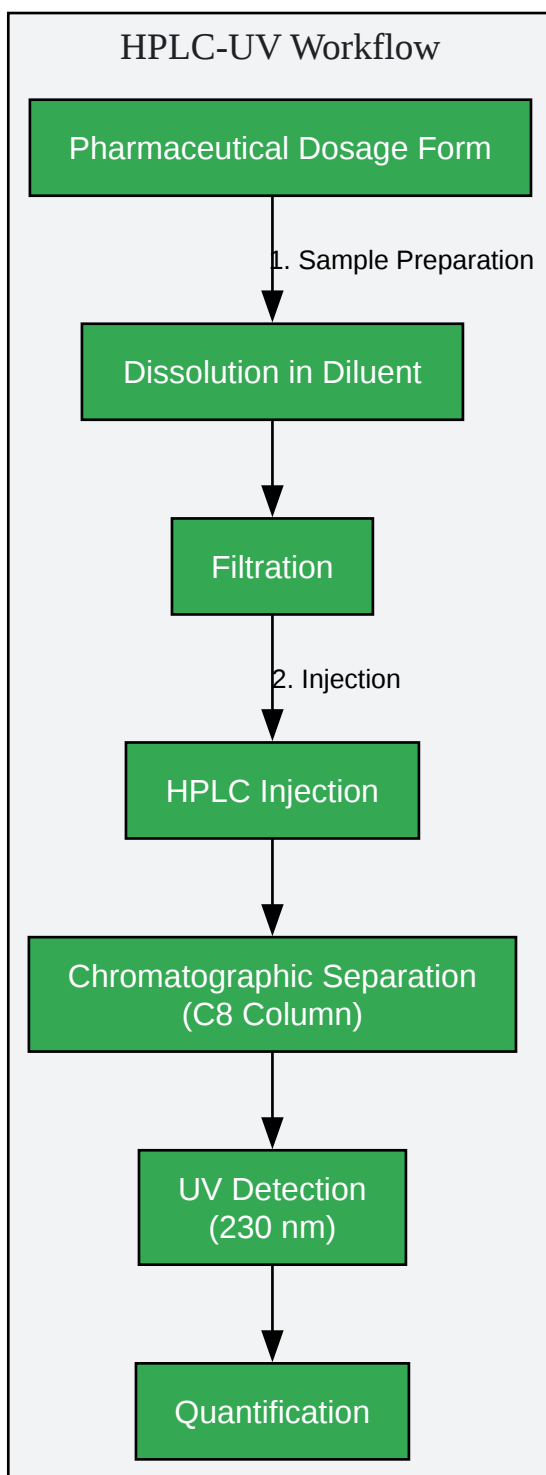 HPLC-UV Workflow
Pharmaceutical Dosage Form
1. Sample Preparation
Dissolution in Diluent
Filtration
2. Injection
HPLC Injection
Chromatographic Separation
(C8 Column)
UV Detection
(230 nm)
Quantification